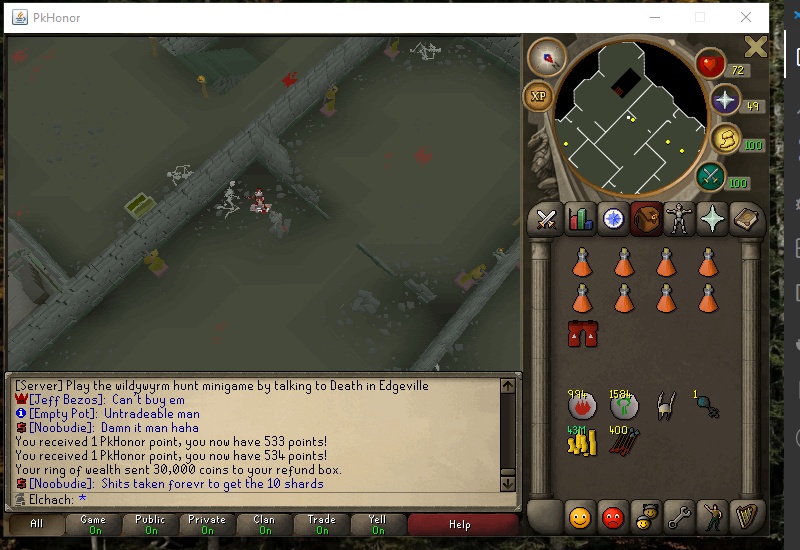 PkHonor
XP
72
49
100
100
[Server] Play the wildywyrm hunt minigame by talking to Death in Edgeville
[Jeff Bezos]: Can't buy em
[Empty Pot]: Untradeable man
[Noobudie]: Damn it man haha
You received 1 PkHonor point, you now have 533 points!
You received 1 PkHonor point, you now have 534 points!
Your ring of wealth sent 30,000 coins to your refund box.
[Noobudie]: Shits taken forevr to get the 10 shards
Elchach: *
994 1584 1
43M 400
All Game Public Private Clan Trade Yell Help
On On On On On On